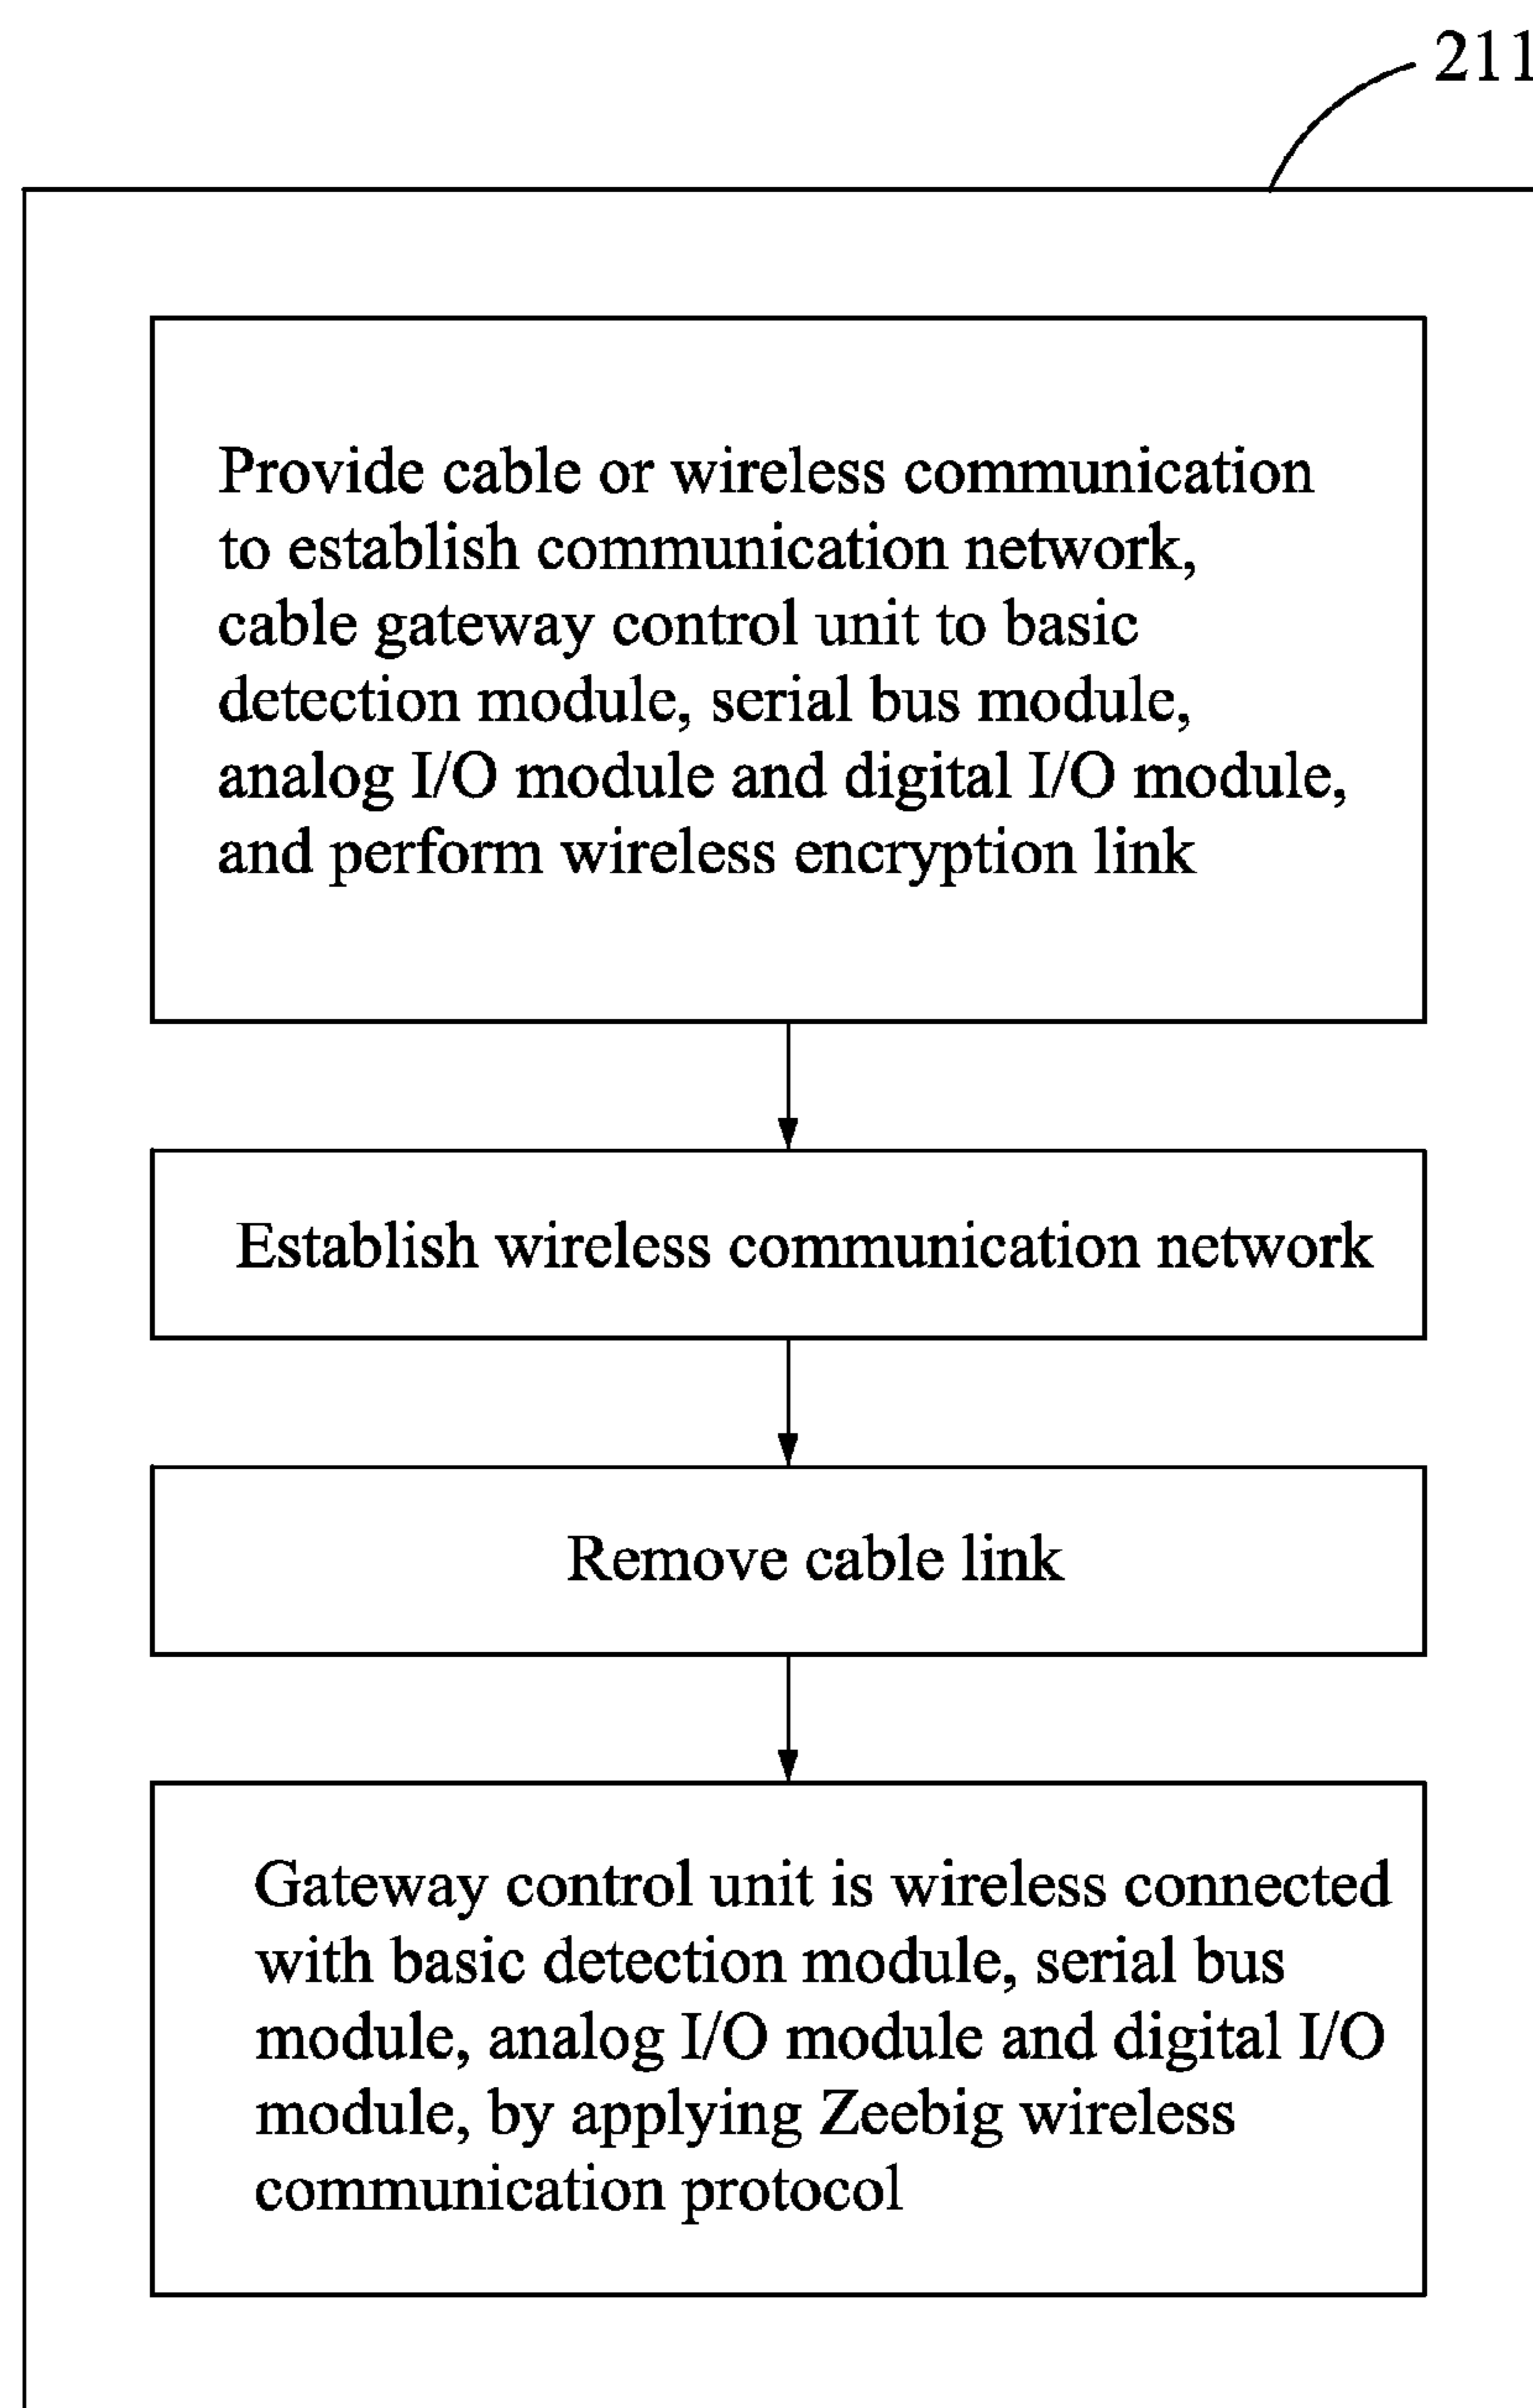 211
Provide cable or wireless communication
to establish communication network,
cable gateway control unit to basic
detection module, serial bus module,
analog I/O module and digital I/O module,
and perform wireless encryption link
Establish wireless communication network
Remove cable link
Gateway control unit is wireless connected
with basic detection module, serial bus
module, analog I/O module and digital I/O
module, by applying Zeebig wireless
communication protocol